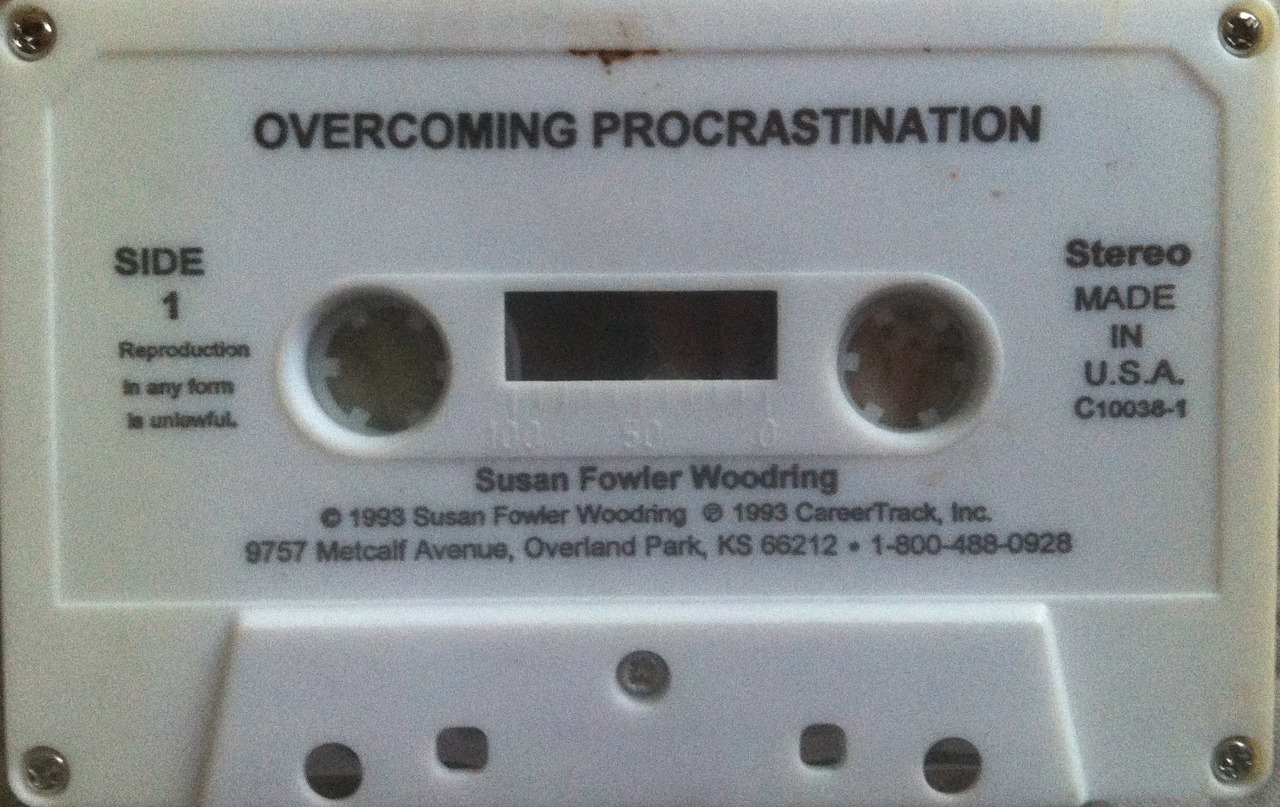 OVERCOMING PROCRASTINATION
SIDE
1
Reproduction
in any form
is unlawful.
Stereo
MADE
IN
U.S.A.
C10038-1
100 50 0
Susan Fowler Woodring
© 1993 Susan Fowler Woodring ℗ 1993 CareerTrack, Inc.
9757 Metcalf Avenue, Overland Park, KS 66212 • 1-800-488-0928